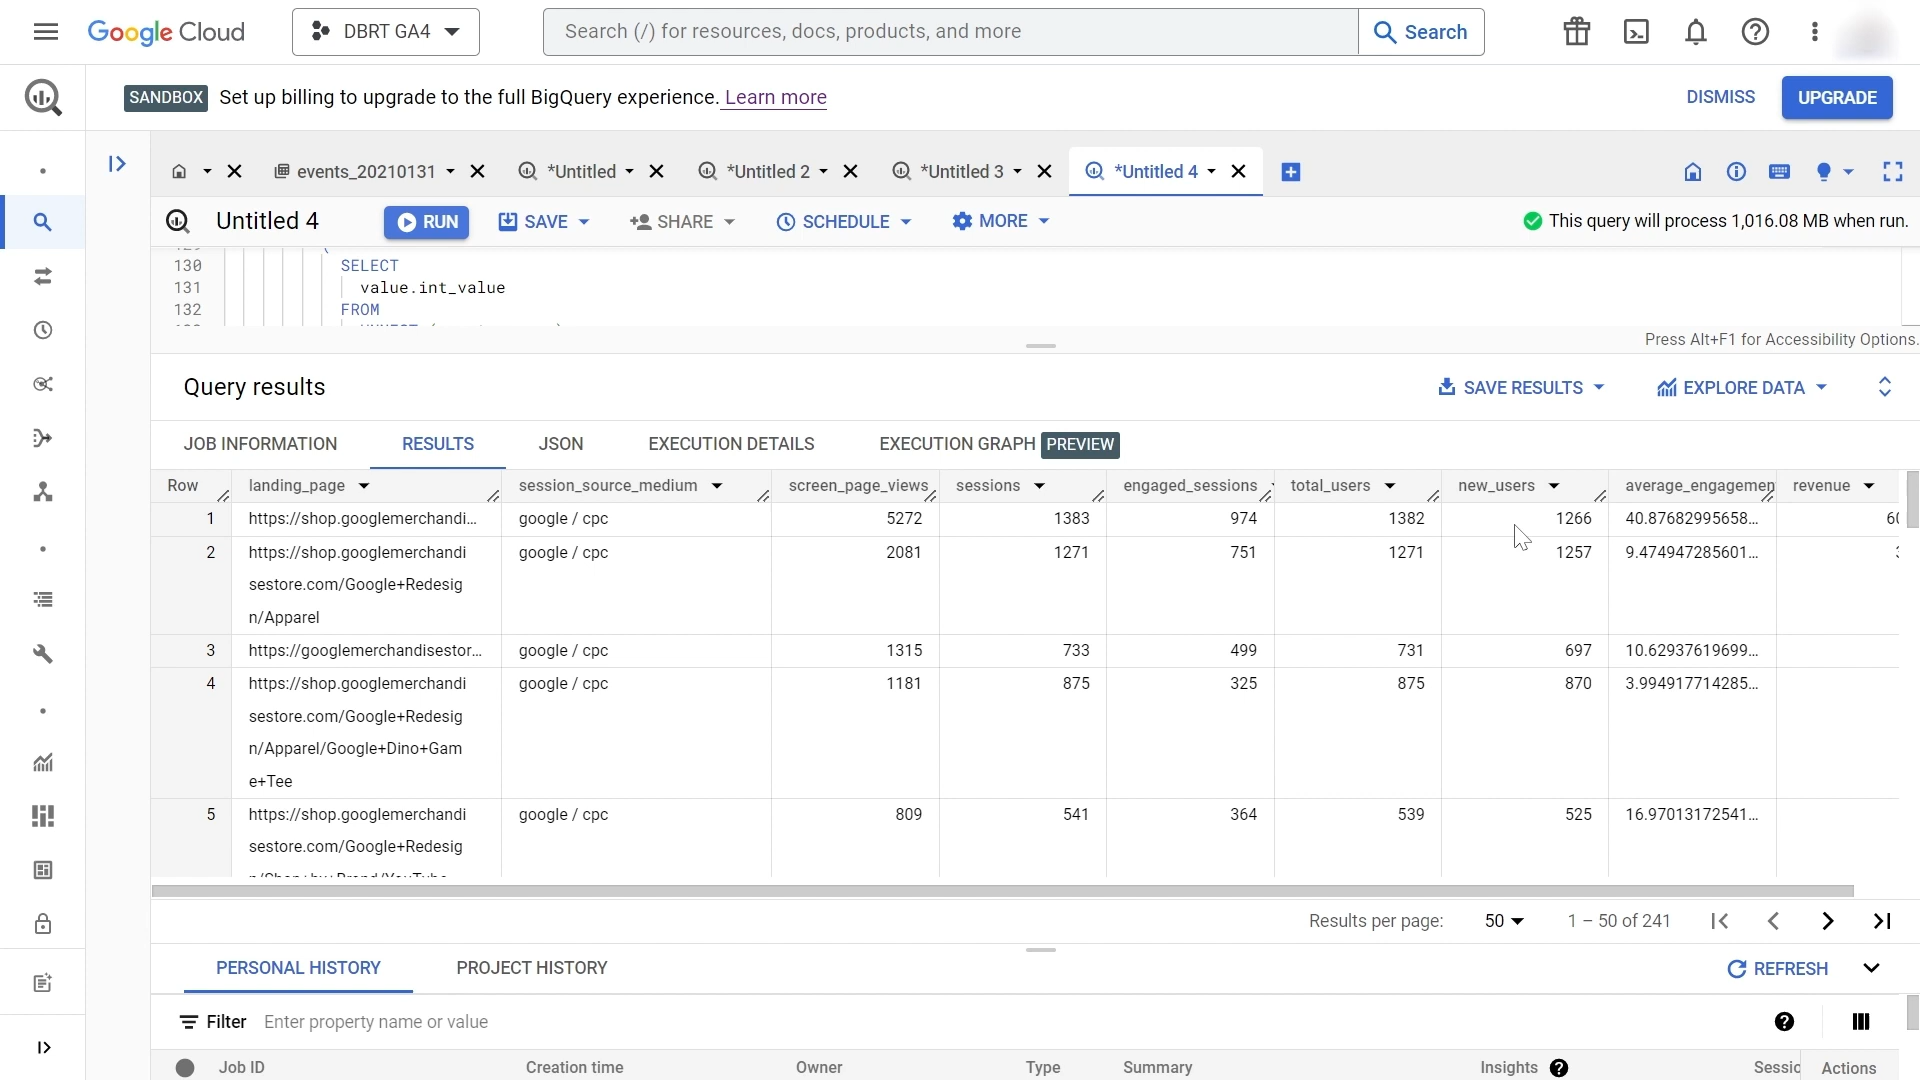 Google Cloud
DBRT GA4
Search (/) for resources, docs, products, and more
Search
SANDBOX Set up billing to upgrade to the full BigQuery experience. Learn more
DISMISS UPGRADE
events_20210131 *Untitled *Untitled 2 *Untitled 3 *Untitled 4
Untitled 4 RUN SAVE SHARE SCHEDULE MORE This query will process 1,016.08 MB when run.
130 SELECT
131 value.int_value
132 FROM
Press Alt+F1 for Accessibility Options.
Query results SAVE RESULTS EXPLORE DATA
JOB INFORMATION RESULTS JSON EXECUTION DETAILS EXECUTION GRAPH PREVIEW
Row landing_page session_source_medium screen_page_views sessions engaged_sessions total_users new_users average_engagemen revenue
1 https://shop.googlemerchandi... google / cpc 5272 1383 974 1382 1266 40.87682995658...
2 https://shop.googlemerchandi google / cpc 2081 1271 751 1271 1257 9.474947285601...
sestore.com/Google+Redesig
n/Apparel
3 https://googlemerchandisestor... google / cpc 1315 733 499 731 697 10.62937619699...
4 https://shop.googlemerchandi google / cpc 1181 875 325 875 870 3.994917714285...
sestore.com/Google+Redesig
n/Apparel/Google+Dino+Gam
e+Tee
5 https://shop.googlemerchandi google / cpc 809 541 364 539 525 16.97013172541...
sestore.com/Google+Redesig
Results per page: 50 1 – 50 of 241
PERSONAL HISTORY PROJECT HISTORY REFRESH
Filter Enter property name or value
Job ID Creation time Owner Type Summary Insights Actions